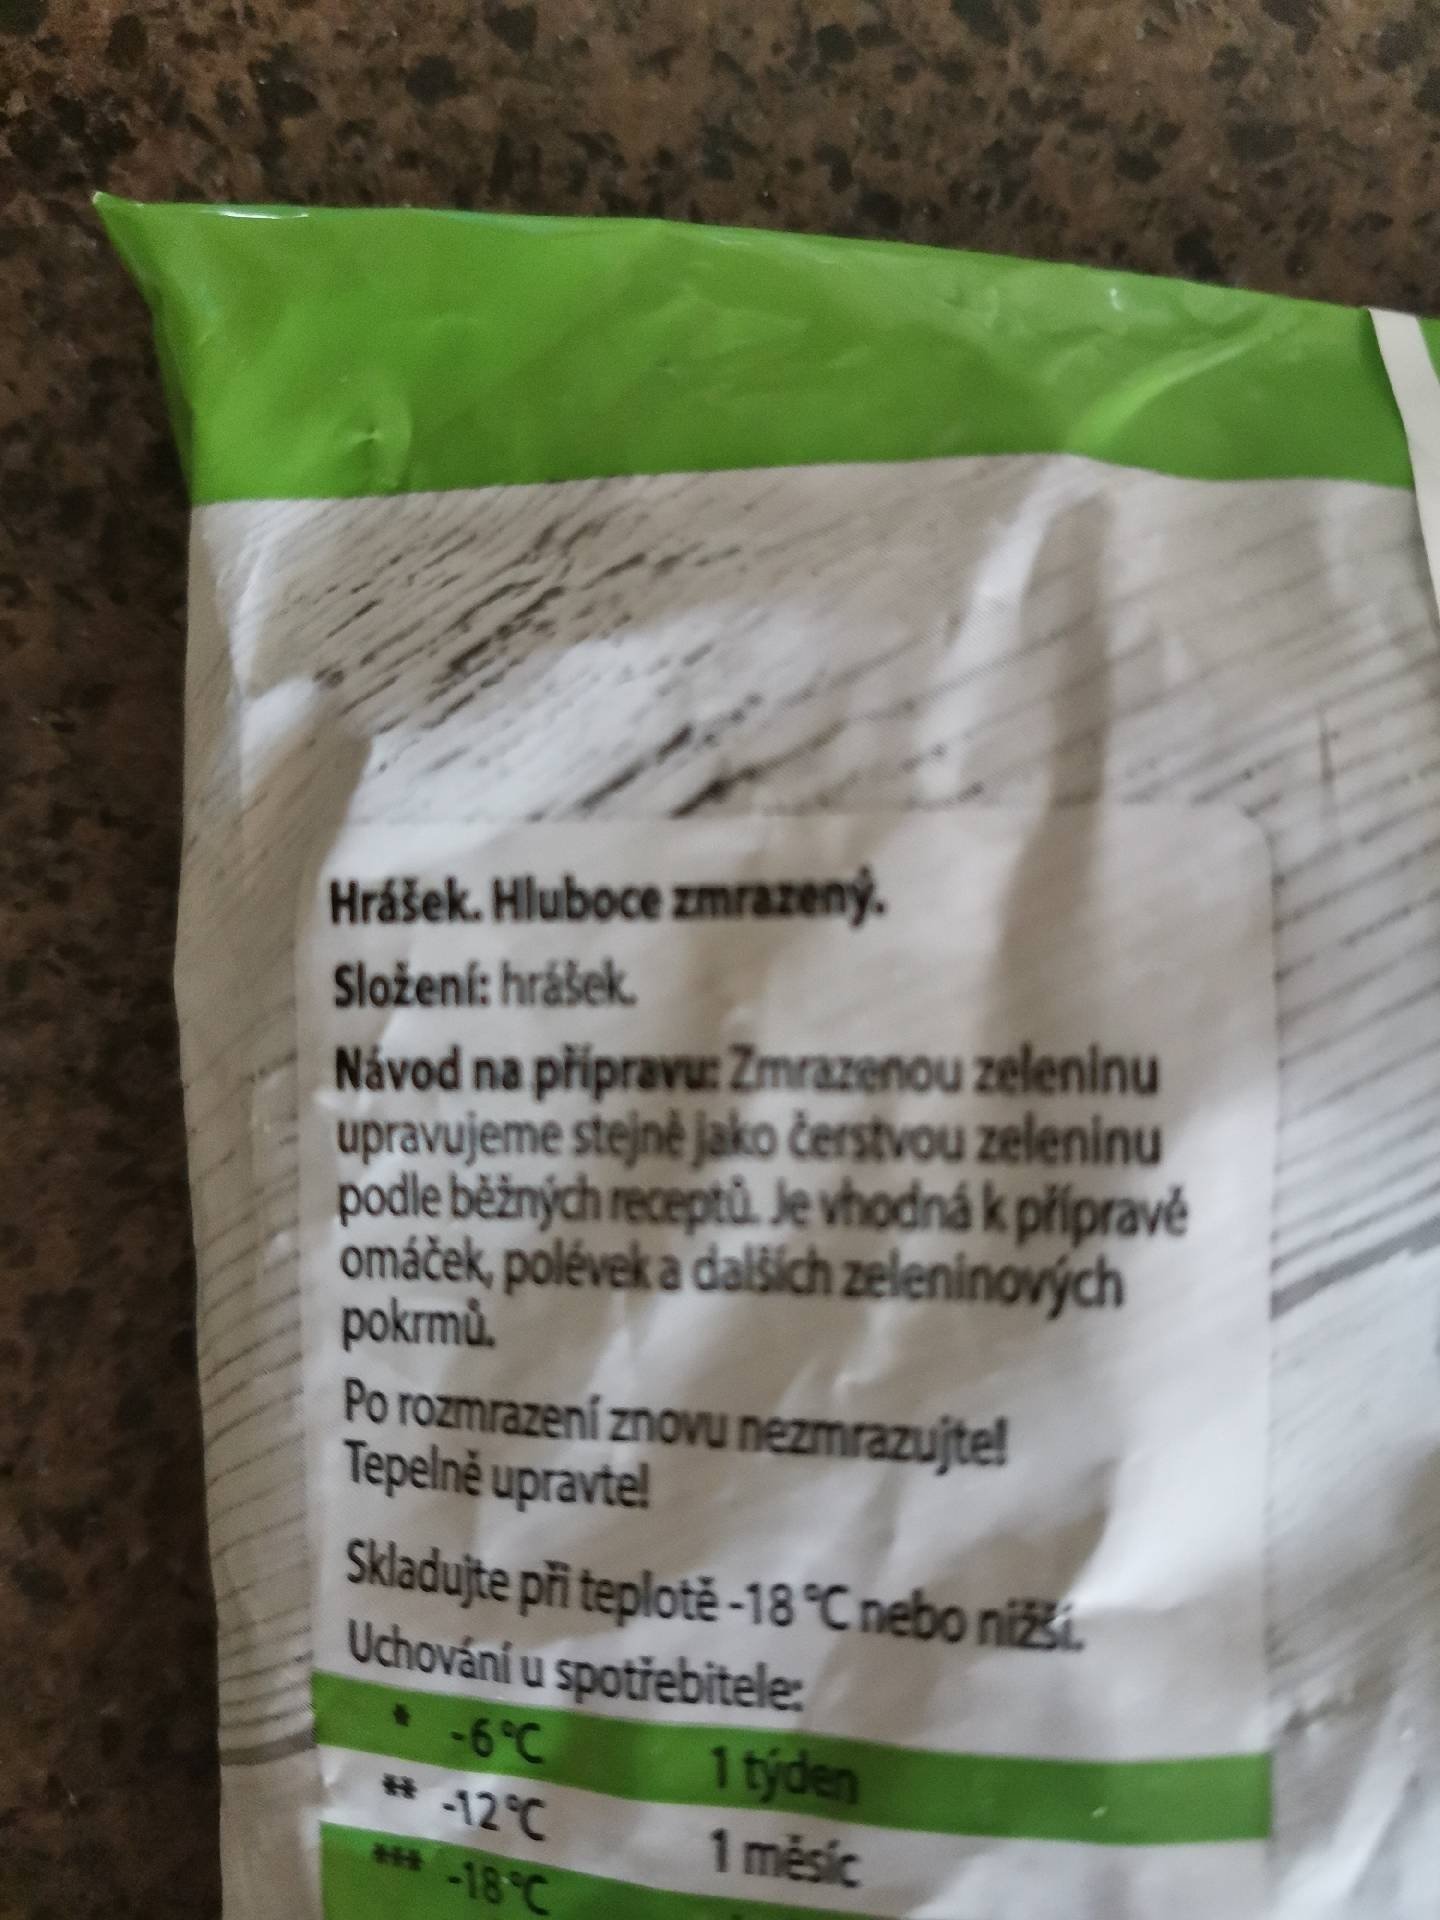 Hrášek. Hluboce zmrazený.
Složení: hrášek.
Návod na přípravu: Zmrazenou zeleninu
upravujeme stejně jako čerstvou zeleninu
podle běžných receptů. Je vhodná k přípravě
omáček, polévek a dalších zeleninových
pokrmů.
Po rozmrazení znovu nezmrazujte!
Tepelně upravte!
Skladujte při teplotě -18 °C nebo nižší.
Uchování u spotřebitele:
* -6 °C 1 týden
** -12 °C 1 měsíc
*** -18 °C